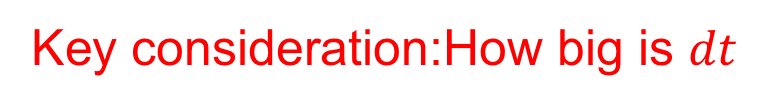 Key consideration:How big is 𝑑𝑡